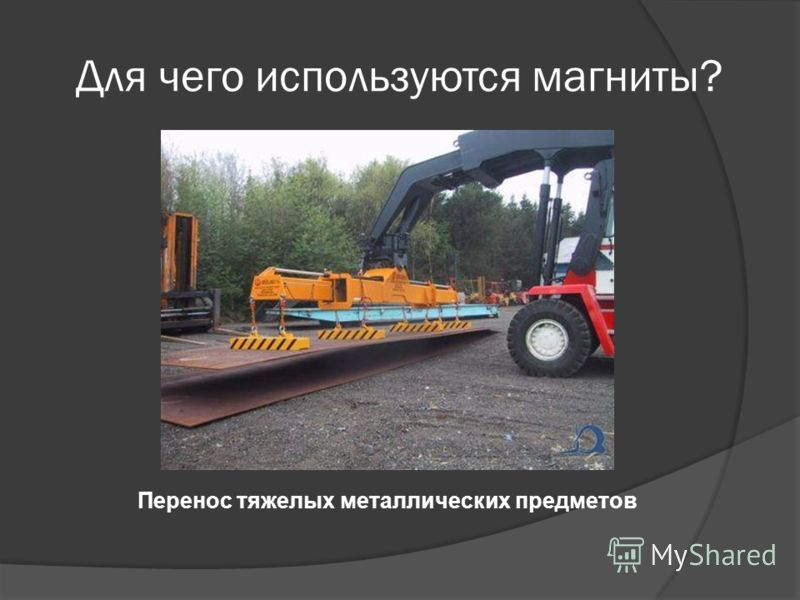 Для чего используются магниты?
Перенос тяжелых металлических предметов
MyShared